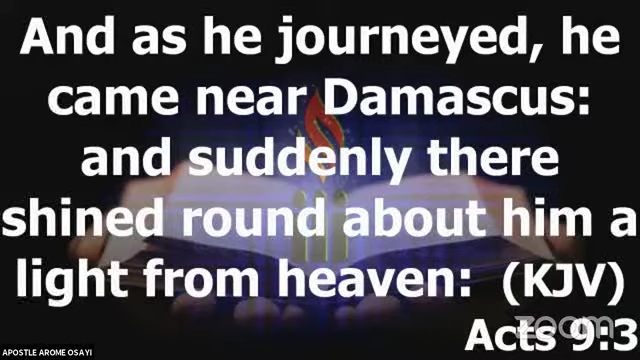 And as he journeyed, he
came near Damascus:
and suddenly there
shined round about him a
light from heaven: (KJV)
Acts 9:3
zoom
APOSTLE AROME OSAYI